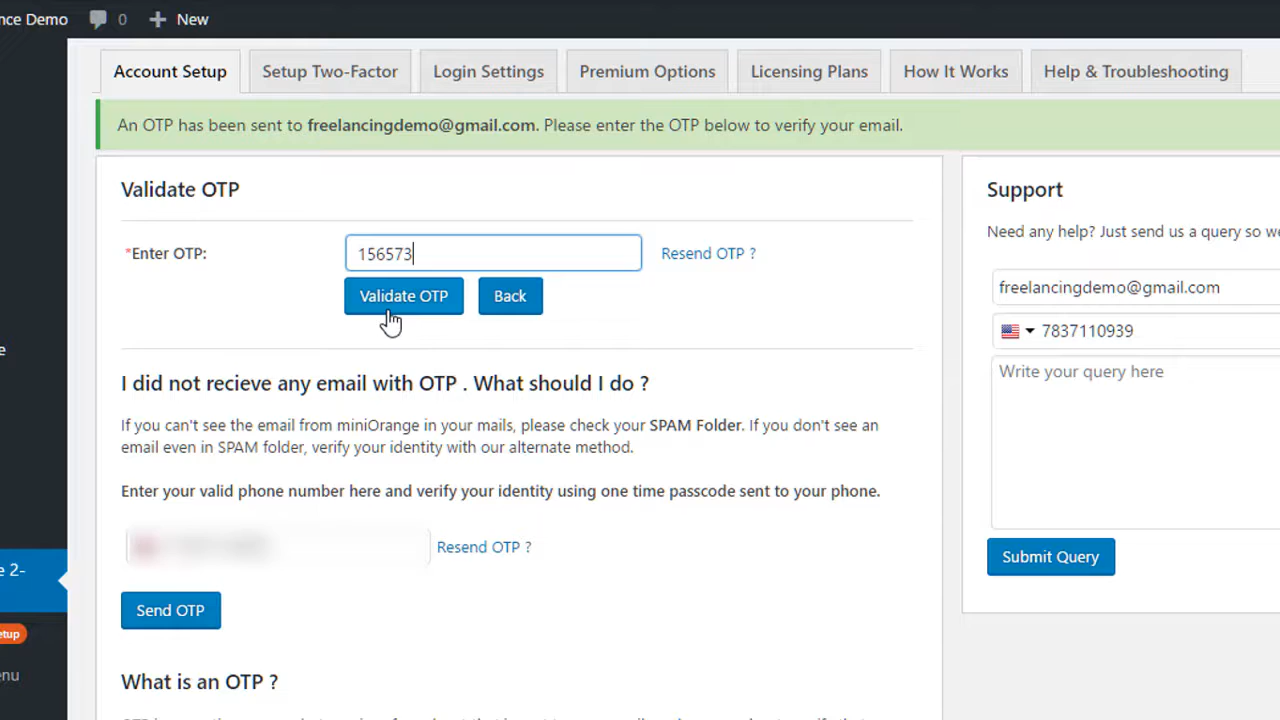 nce Demo 0 New
Account Setup Setup Two-Factor Login Settings Premium Options Licensing Plans How It Works Help & Troubleshooting
An OTP has been sent to freelancingdemo@gmail.com. Please enter the OTP below to verify your email.
Validate OTP
*Enter OTP: 156573 Resend OTP ?
Validate OTP Back
I did not recieve any email with OTP . What should I do ?
If you can't see the email from miniOrange in your mails, please check your SPAM Folder. If you don't see an
email even in SPAM folder, verify your identity with our alternate method.
Enter your valid phone number here and verify your identity using one time passcode sent to your phone.
Resend OTP ?
Send OTP
What is an OTP ?
Support
Need any help? Just send us a query so we
freelancingdemo@gmail.com
7837110939
Write your query here
Submit Query
e
e 2-
etup
enu